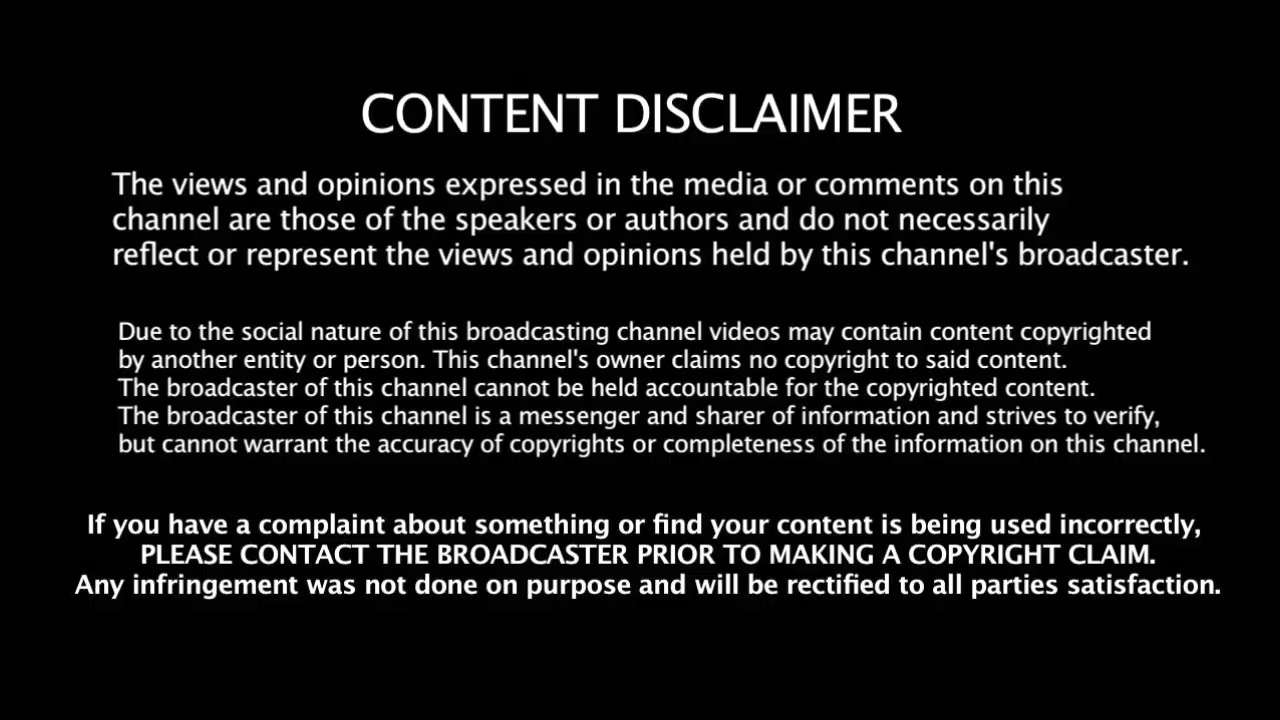 CONTENT DISCLAIMER
The views and opinions expressed in the media or comments on this
channel are those of the speakers or authors and do not necessarily
reflect or represent the views and opinions held by this channel's broadcaster.
Due to the social nature of this broadcasting channel videos may contain content copyrighted
by another entity or person. This channel's owner claims no copyright to said content.
The broadcaster of this channel cannot be held accountable for the copyrighted content.
The broadcaster of this channel is a messenger and sharer of information and strives to verify,
but cannot warrant the accuracy of copyrights or completeness of the information on this channel.
If you have a complaint about something or find your content is being used incorrectly,
PLEASE CONTACT THE BROADCASTER PRIOR TO MAKING A COPYRIGHT CLAIM.
Any infringement was not done on purpose and will be rectified to all parties satisfaction.